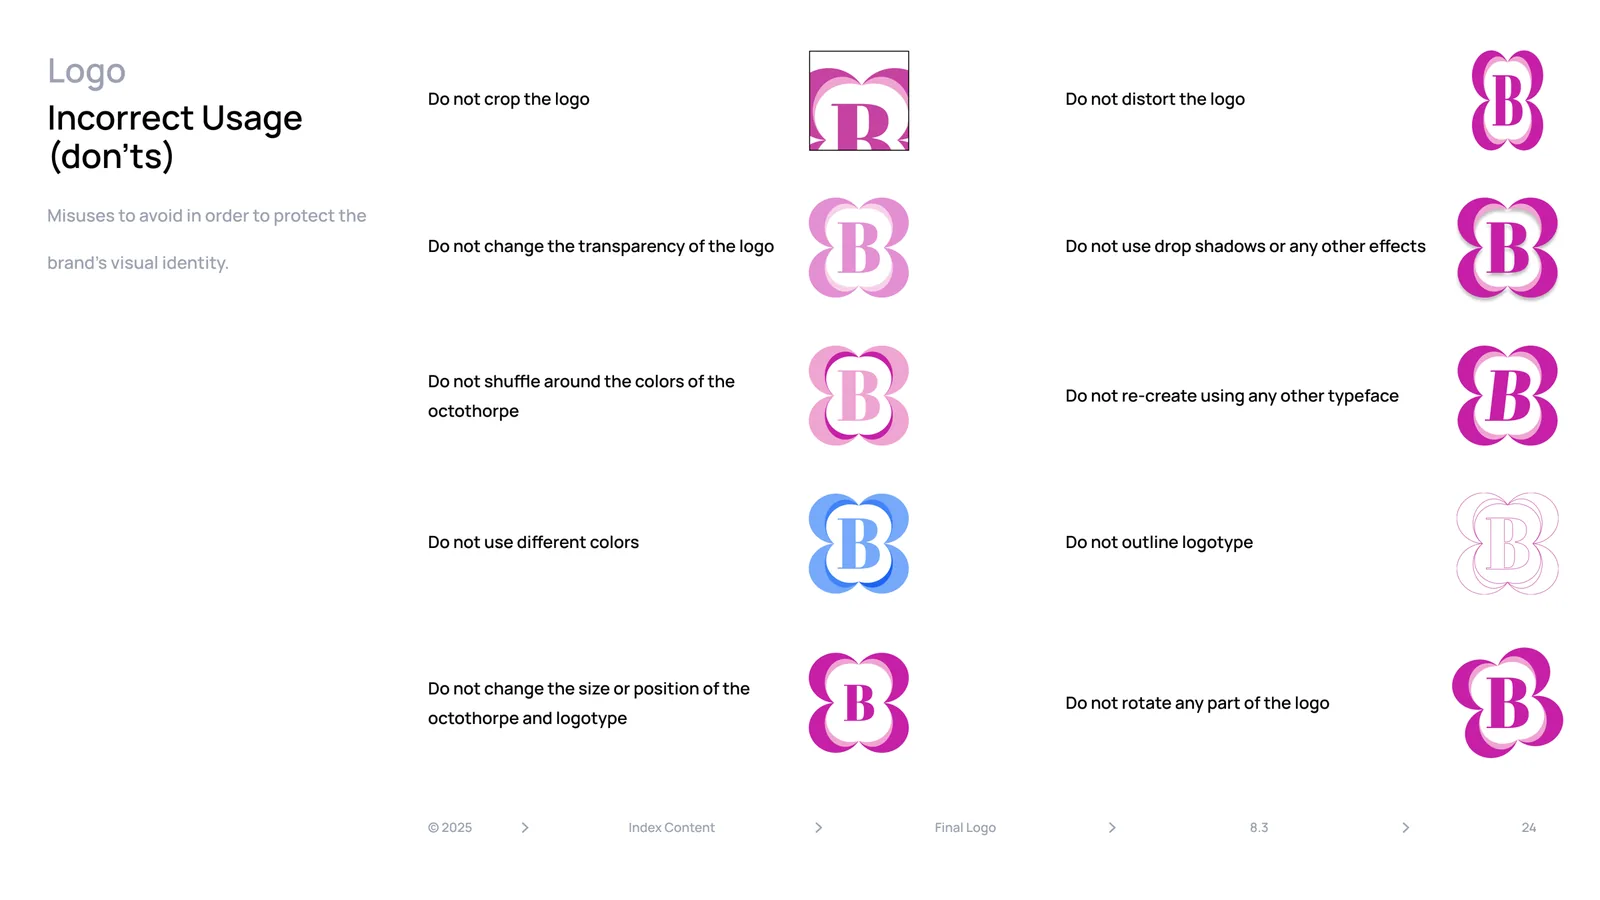 Logo
Incorrect Usage
(don'ts)
Misuses to avoid in order to protect the
brand's visual identity.
Do not crop the logo
B
Do not distort the logo
B
Do not change the transparency of the logo
B
Do not use drop shadows or any other effects
B
Do not shuffle around the colors of the
octothorpe
B
Do not re-create using any other typeface
B
Do not use different colors
B
Do not outline logotype
B
Do not change the size or position of the
octothorpe and logotype
B
Do not rotate any part of the logo
B
© 2025 > Index Content > Final Logo > 8.3 > 24